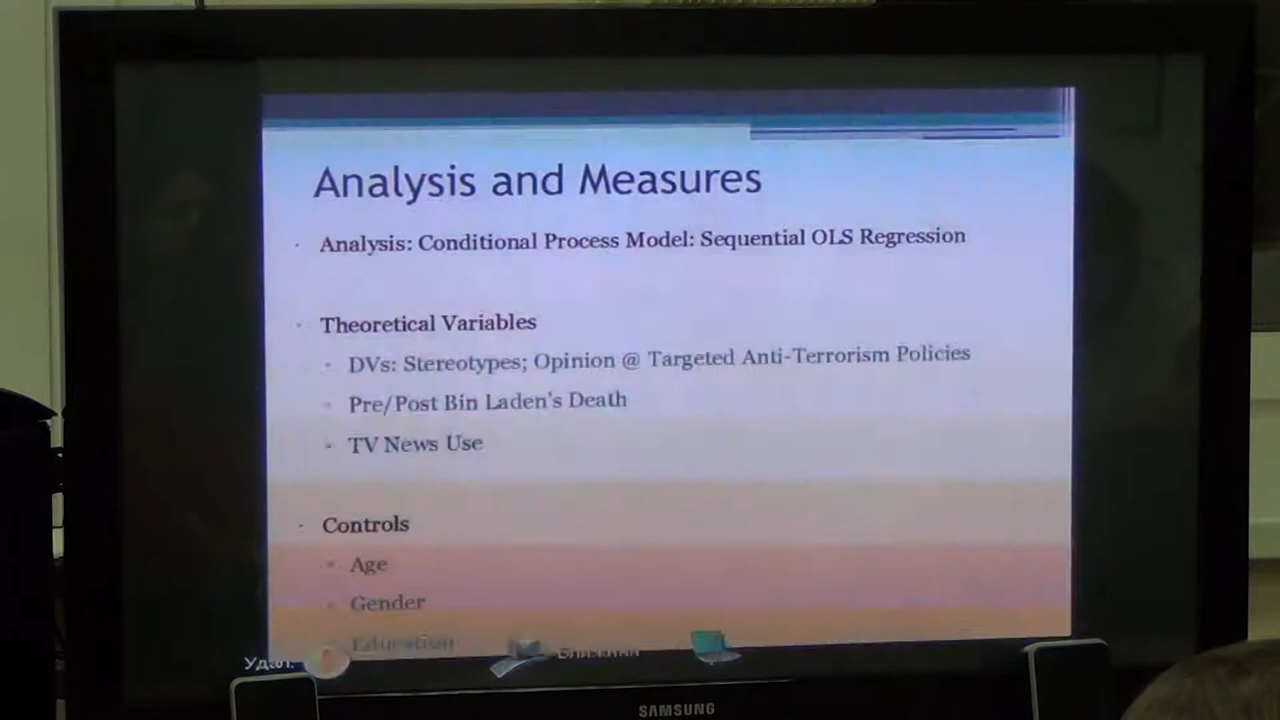 Analysis and Measures
Analysis: Conditional Process Model: Sequential OLS Regression
Theoretical Variables
DVs: Stereotypes; Opinion @ Targeted Anti-Terrorism Policies
Pre/Post Bin Laden's Death
TV News Use
Controls
Age
Gender
Education
SAMSUNG